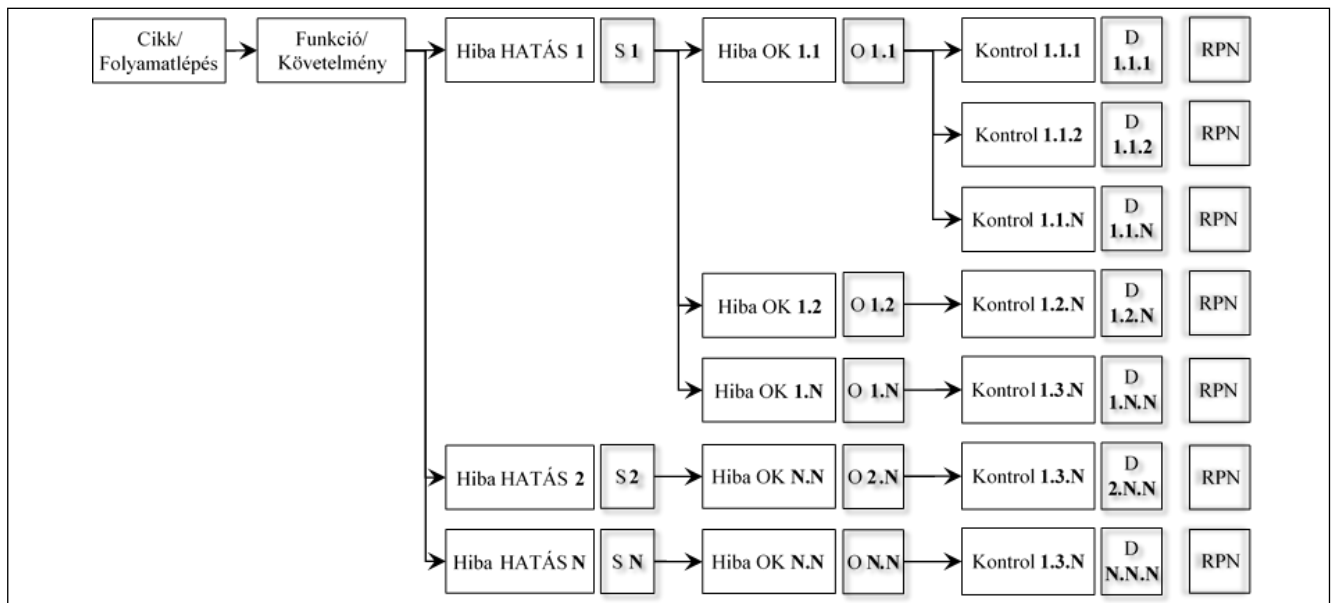 Cikk/
Folyamatlépés
Funkció/
Követelmény
Hiba HATÁS 1
S 1
Hiba OK 1.1
O 1.1
Kontrol 1.1.1
D
1.1.1
RPN
Kontrol 1.1.2
D
1.1.2
RPN
Kontrol 1.1.N
D
1.1.N
RPN
Hiba OK 1.2
O 1.2
Kontrol 1.2.N
D
1.2.N
RPN
Hiba OK 1.N
O 1.N
Kontrol 1.3.N
D
1.N.N
RPN
Hiba HATÁS 2
S 2
Hiba OK N.N
O 2.N
Kontrol 1.3.N
D
2.N.N
RPN
Hiba HATÁS N
S N
Hiba OK N.N
O N.N
Kontrol 1.3.N
D
N.N.N
RPN